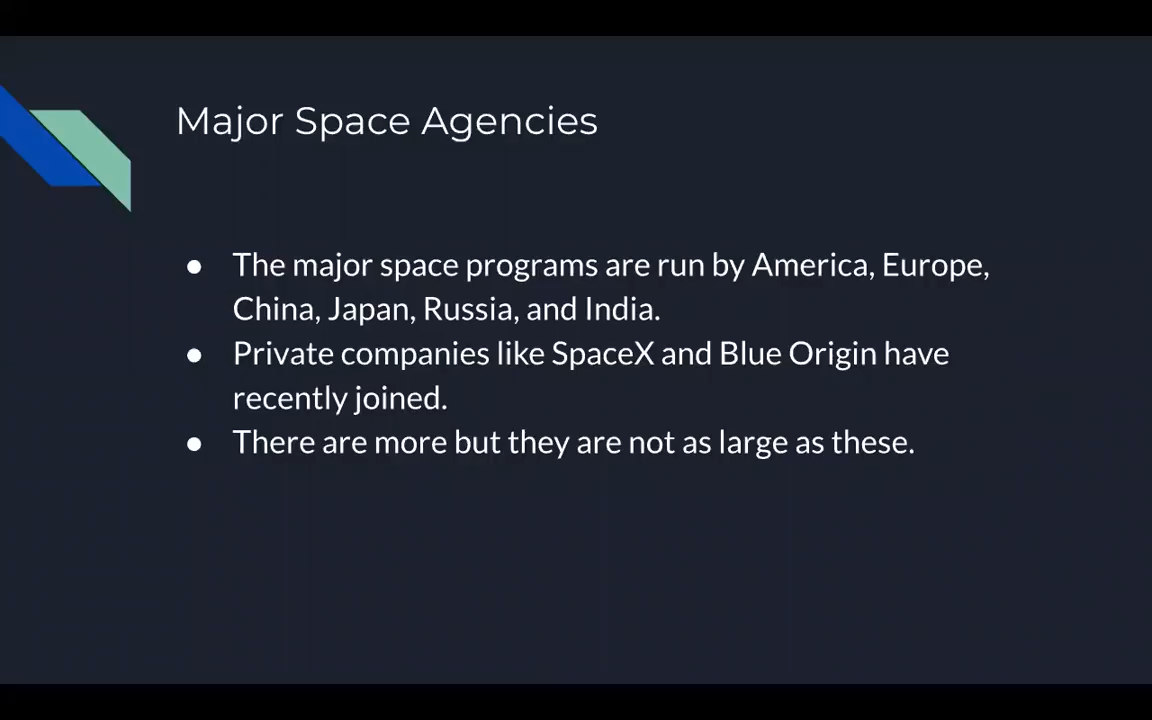 Major Space Agencies
● The major space programs are run by America, Europe,
China, Japan, Russia, and India.
● Private companies like SpaceX and Blue Origin have
recently joined.
● There are more but they are not as large as these.